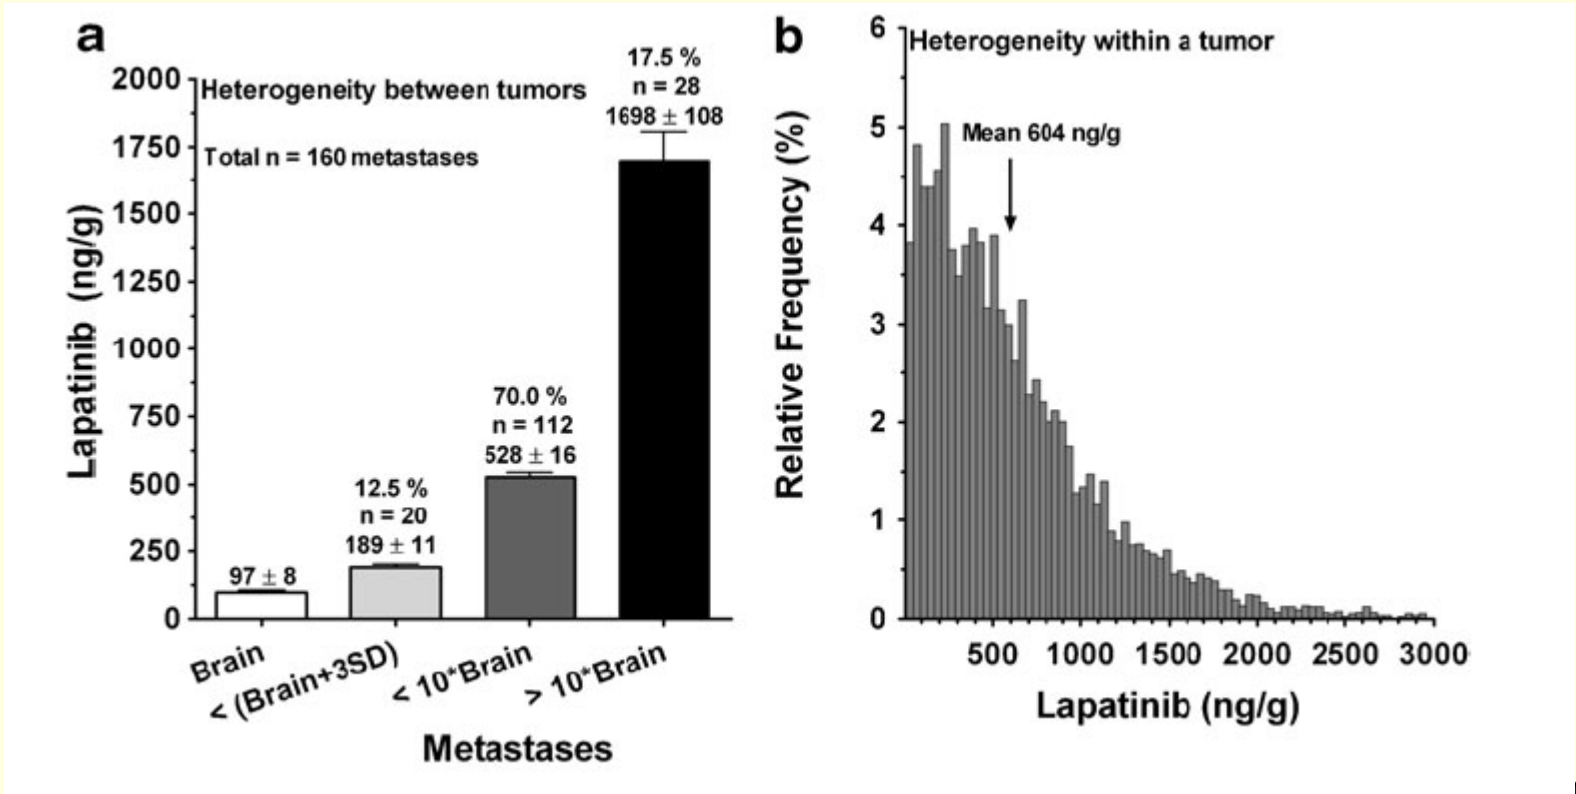 a
Heterogeneity between tumors
Total n = 160 metastases
2000
1750
1500
1250
1000
750
500
250
0
Lapatinib (ng/g)
97 ± 8
12.5 %
n = 20
189 ± 11
70.0 %
n = 112
528 ± 16
17.5 %
n = 28
1698 ± 108
Brain
< (Brain+3SD)
< 10*Brain
> 10*Brain
Metastases
b
Heterogeneity within a tumor
Mean 604 ng/g
6
5
4
3
2
1
0
Relative Frequency (%)
500 1000 1500 2000 2500 3000
Lapatinib (ng/g)